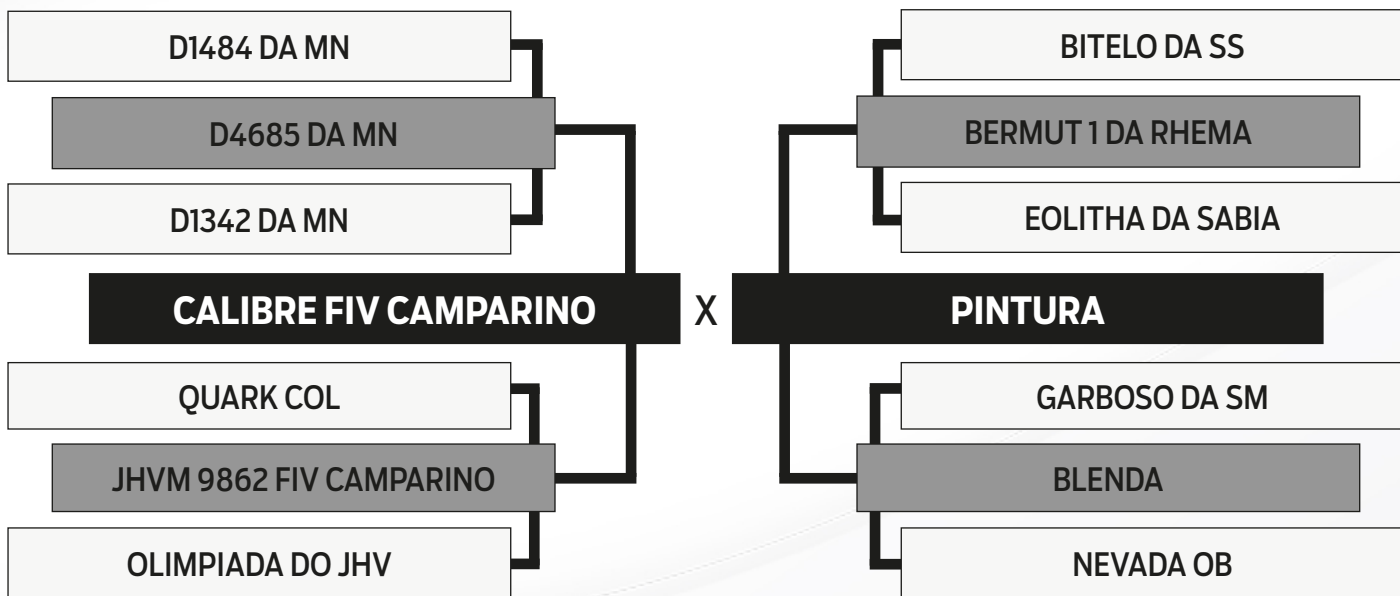 D1484 DA MN
D4685 DA MN
D1342 DA MN
CALIBRE FIV CAMPARINO
QUARK COL
JHVM 9862 FIV CAMPARINO
OLIMPIADA DO JHV
X
BITELO DA SS
BERMUT 1 DA RHEMA
EOLITHA DA SABIA
PINTURA
GARBOSO DA SM
BLENDA
NEVADA OB